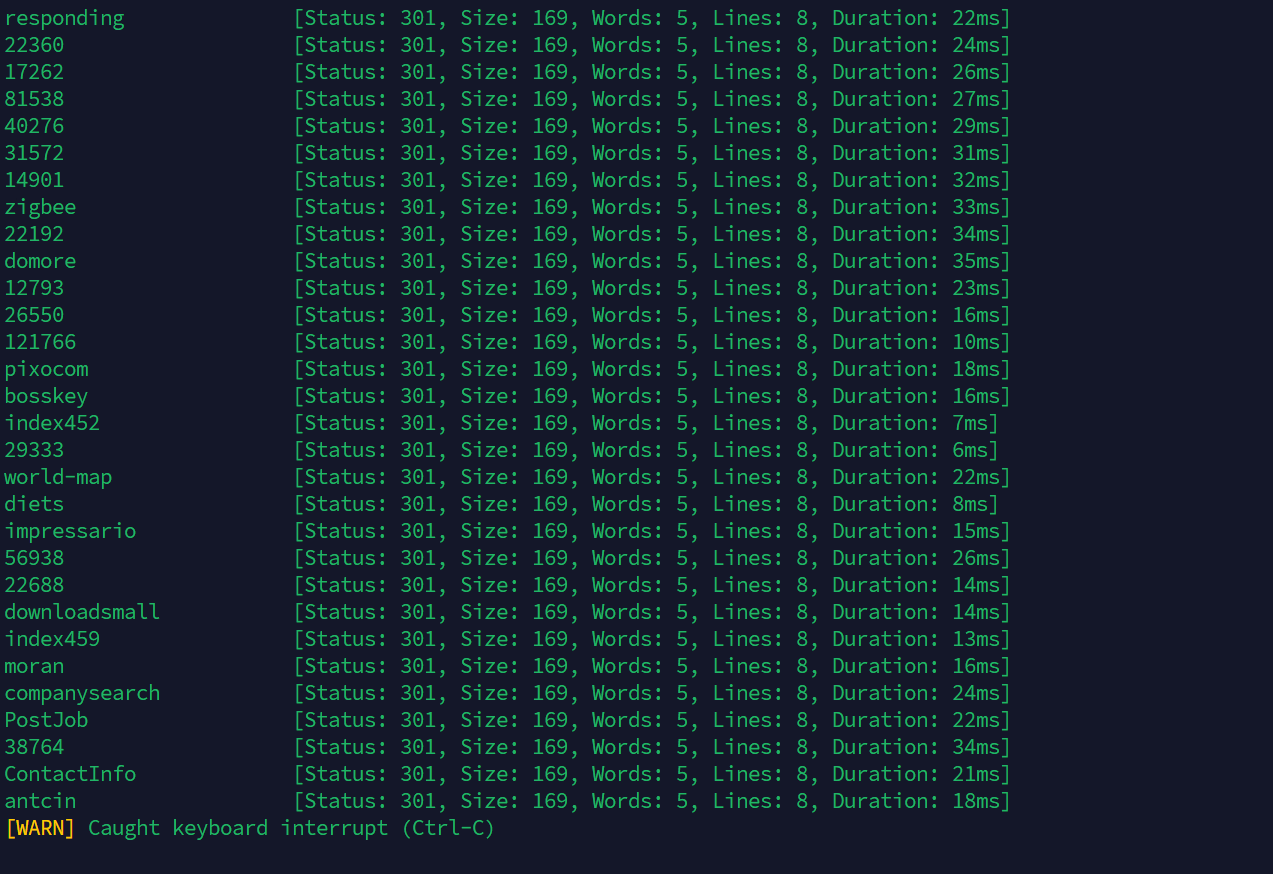 responding [Status: 301, Size: 169, Words: 5, Lines: 8, Duration: 22ms]
22360 [Status: 301, Size: 169, Words: 5, Lines: 8, Duration: 24ms]
17262 [Status: 301, Size: 169, Words: 5, Lines: 8, Duration: 26ms]
81538 [Status: 301, Size: 169, Words: 5, Lines: 8, Duration: 27ms]
40276 [Status: 301, Size: 169, Words: 5, Lines: 8, Duration: 29ms]
31572 [Status: 301, Size: 169, Words: 5, Lines: 8, Duration: 31ms]
14901 [Status: 301, Size: 169, Words: 5, Lines: 8, Duration: 32ms]
zigbee [Status: 301, Size: 169, Words: 5, Lines: 8, Duration: 33ms]
22192 [Status: 301, Size: 169, Words: 5, Lines: 8, Duration: 34ms]
domore [Status: 301, Size: 169, Words: 5, Lines: 8, Duration: 35ms]
12793 [Status: 301, Size: 169, Words: 5, Lines: 8, Duration: 23ms]
26550 [Status: 301, Size: 169, Words: 5, Lines: 8, Duration: 16ms]
121766 [Status: 301, Size: 169, Words: 5, Lines: 8, Duration: 10ms]
pixocom [Status: 301, Size: 169, Words: 5, Lines: 8, Duration: 18ms]
bosskey [Status: 301, Size: 169, Words: 5, Lines: 8, Duration: 16ms]
index452 [Status: 301, Size: 169, Words: 5, Lines: 8, Duration: 7ms]
29333 [Status: 301, Size: 169, Words: 5, Lines: 8, Duration: 6ms]
world-map [Status: 301, Size: 169, Words: 5, Lines: 8, Duration: 22ms]
diets [Status: 301, Size: 169, Words: 5, Lines: 8, Duration: 8ms]
impressario [Status: 301, Size: 169, Words: 5, Lines: 8, Duration: 15ms]
56938 [Status: 301, Size: 169, Words: 5, Lines: 8, Duration: 26ms]
22688 [Status: 301, Size: 169, Words: 5, Lines: 8, Duration: 14ms]
downloadsmall [Status: 301, Size: 169, Words: 5, Lines: 8, Duration: 14ms]
index459 [Status: 301, Size: 169, Words: 5, Lines: 8, Duration: 13ms]
moran [Status: 301, Size: 169, Words: 5, Lines: 8, Duration: 16ms]
companysearch [Status: 301, Size: 169, Words: 5, Lines: 8, Duration: 24ms]
PostJob [Status: 301, Size: 169, Words: 5, Lines: 8, Duration: 22ms]
38764 [Status: 301, Size: 169, Words: 5, Lines: 8, Duration: 34ms]
ContactInfo [Status: 301, Size: 169, Words: 5, Lines: 8, Duration: 21ms]
antcin [Status: 301, Size: 169, Words: 5, Lines: 8, Duration: 18ms]
[WARN] Caught keyboard interrupt (Ctrl-C)